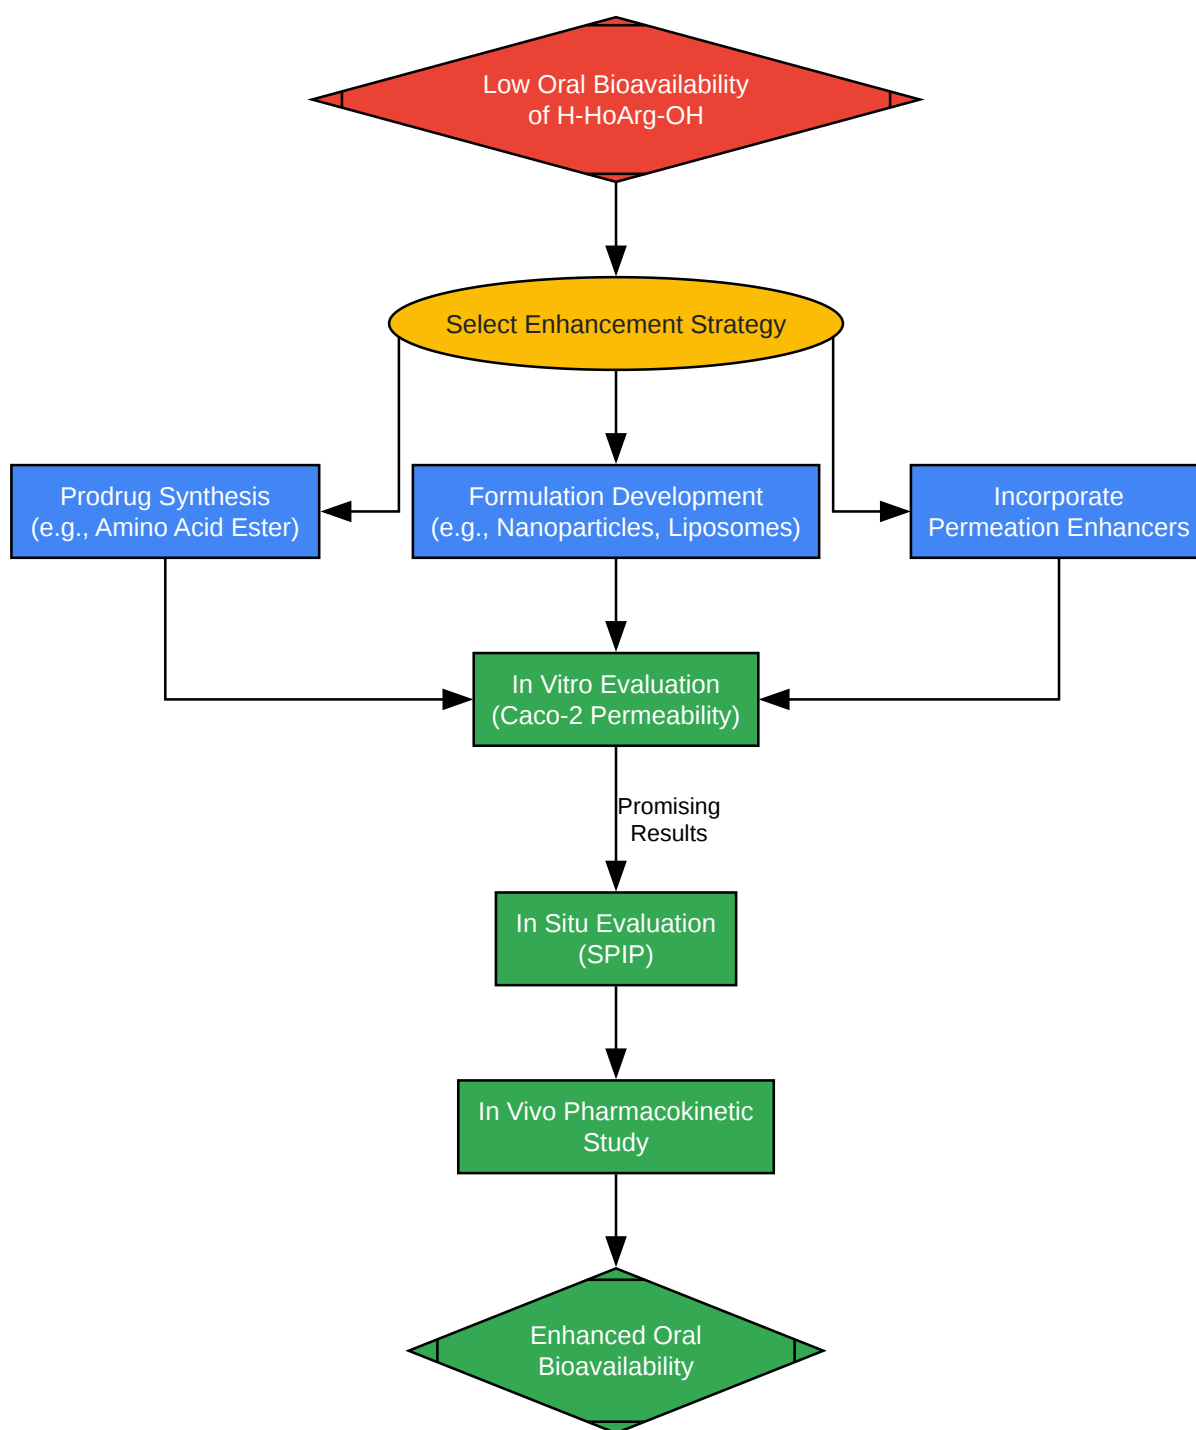 Low Oral Bioavailability
of H-HoArg-OH
Select Enhancement Strategy
Prodrug Synthesis
(e.g., Amino Acid Ester)
Formulation Development
(e.g., Nanoparticles, Liposomes)
Incorporate
Permeation Enhancers
In Vitro Evaluation
(Caco-2 Permeability)
Promising
Results
In Situ Evaluation
(SPIP)
In Vivo Pharmacokinetic
Study
Enhanced Oral
Bioavailability